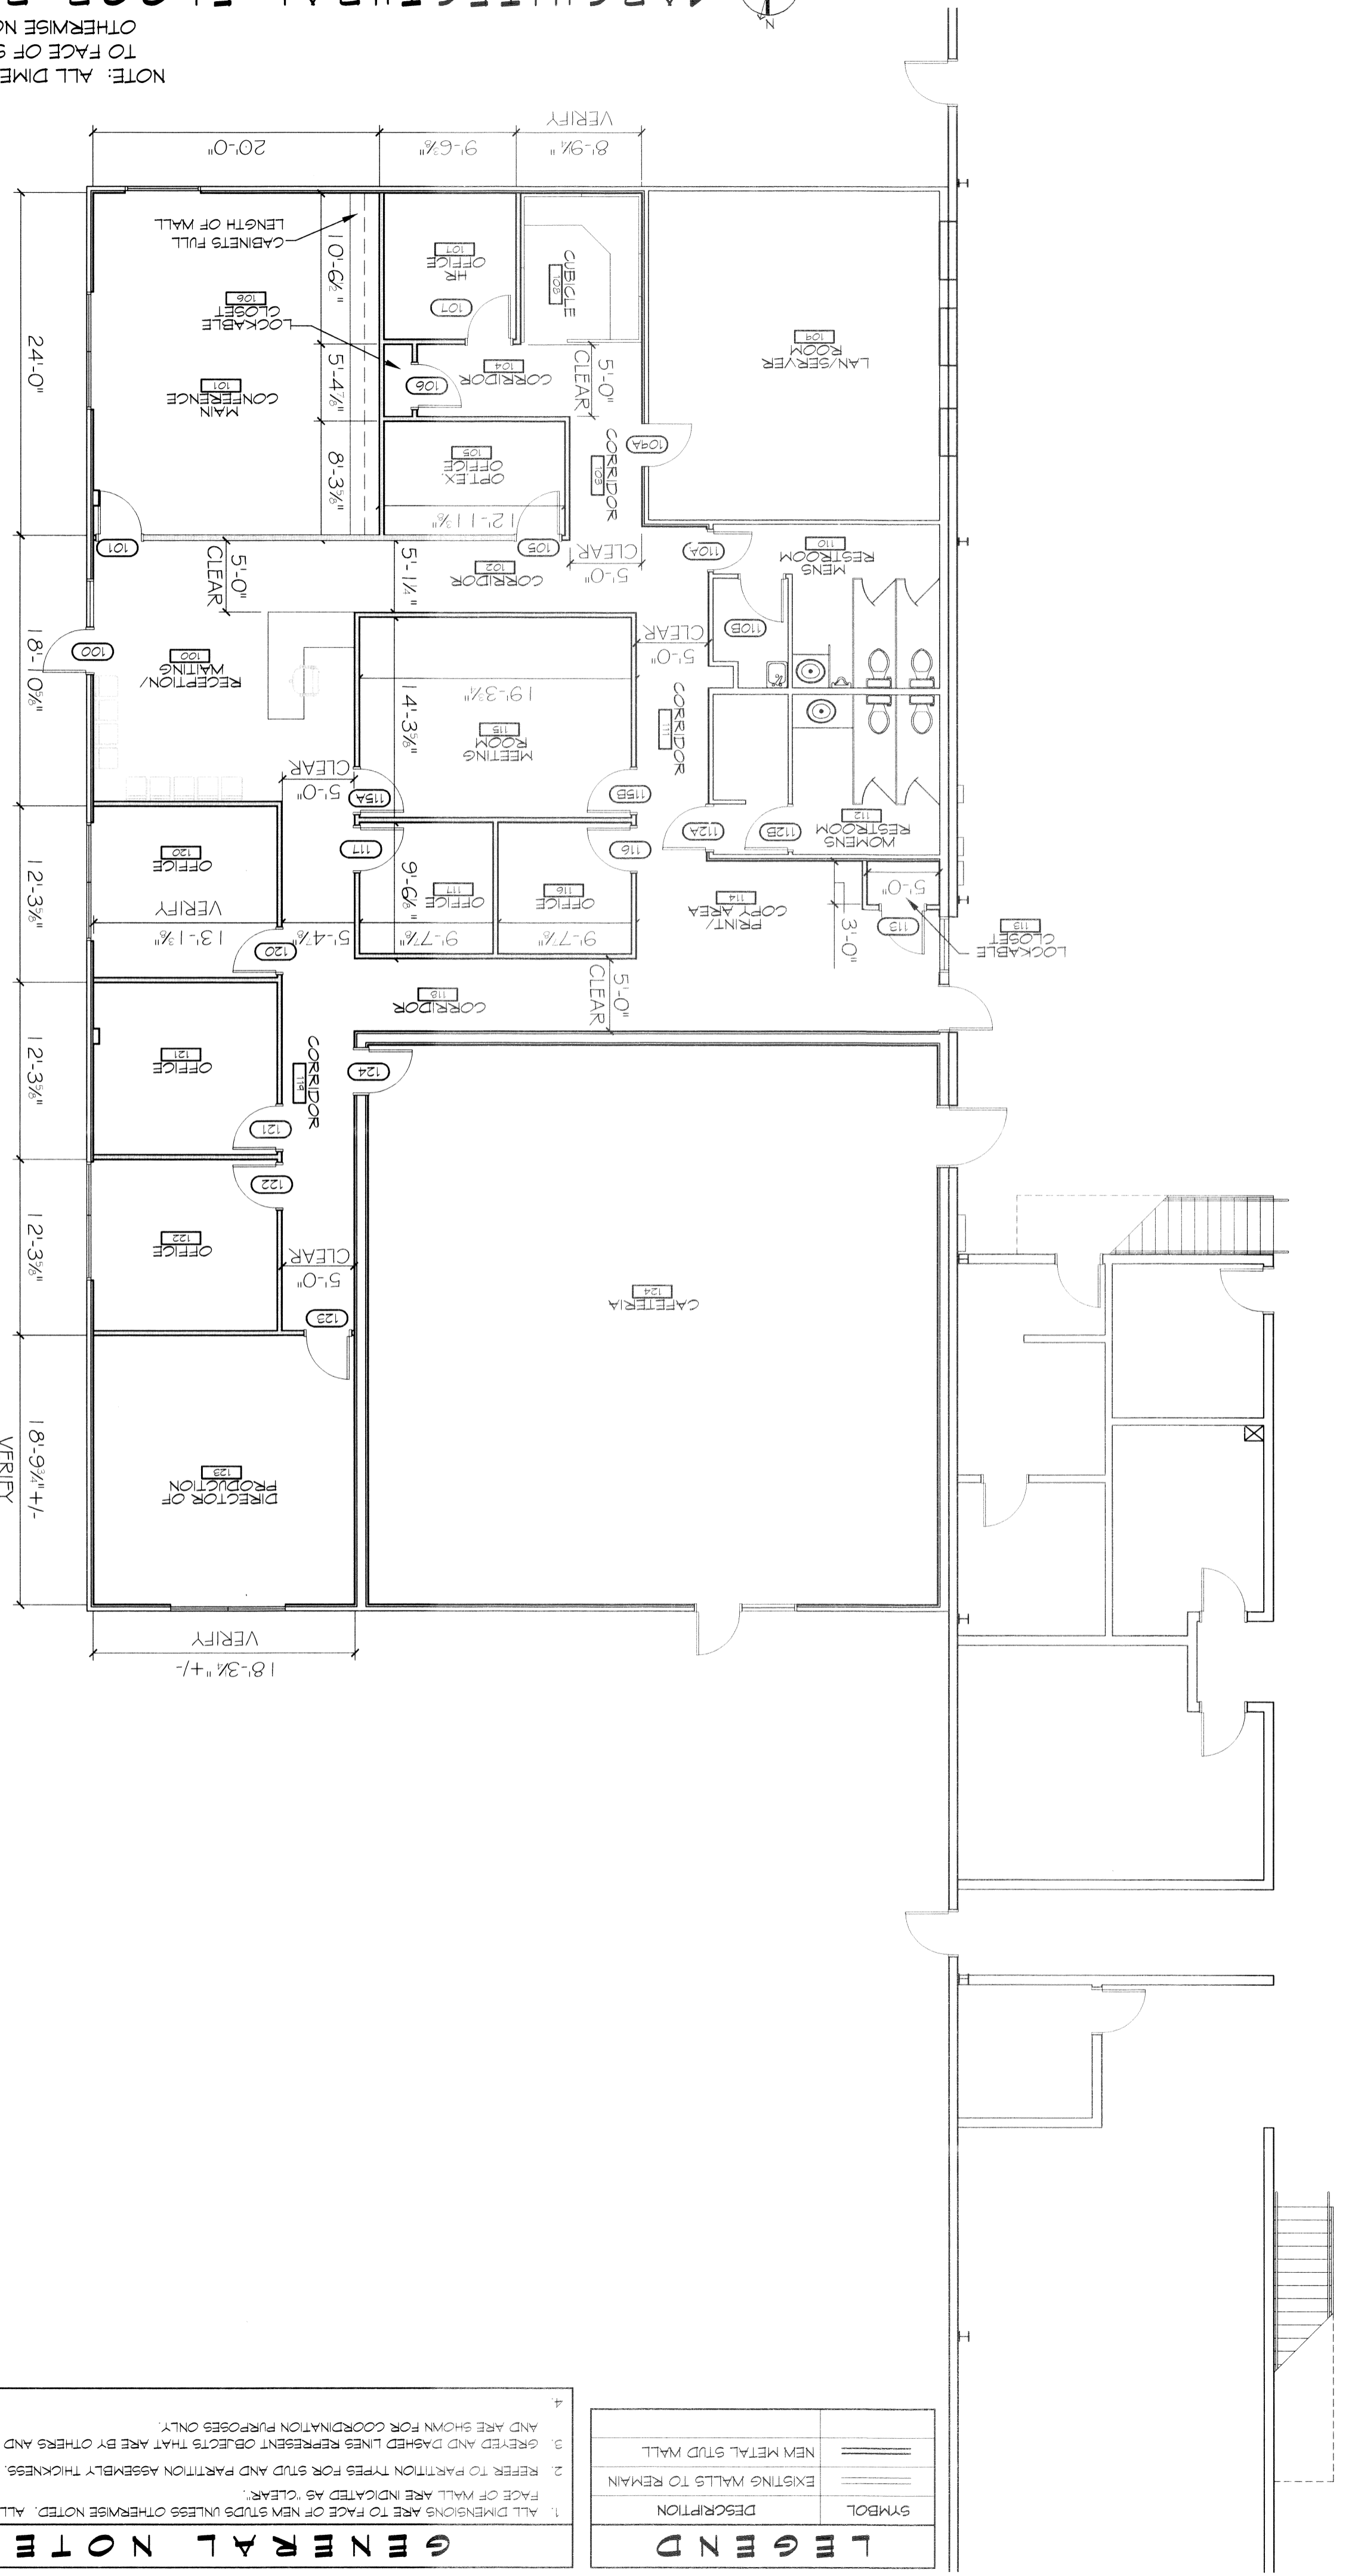 LEGEND
SYMBOL DESCRIPTION
EXISTING WALLS TO REMAIN
NEW METAL STUD WALL
GENERAL NOTE
1. ALL DIMENSIONS ARE TO FACE OF NEW STUDS UNLESS OTHERWISE NOTED. ALL
FACE OF WALL ARE INDICATED AS "CLEAR".
2. REFER TO PARTITION TYPES FOR STUD AND PARTITION ASSEMBLY THICKNESS.
3. GREYED AND DASHED LINES REPRESENT OBJECTS THAT ARE BY OTHERS AND
AND ARE SHOWN FOR COORDINATION PURPOSES ONLY.
4.
18'-3¼"+/-
VERIFY
DIRECTOR OF
PRODUCTION
123
18'-9¾"+/-
VERIFY
123
5'-0"
CLEAR
CAFETERIA
124
OFFICE
122
12'-3⅝"
122
121
124
CORRIDOR
119
OFFICE
121
12'-3⅝"
5'-0"
CLEAR
CORRIDOR
118
LOCKABLE
CLOSET
113
113
5'-0"
3'-0"
PRINT/
COPY AREA
114
9'-7⅞"
9'-7⅞"
5'-4⅞"
120
13'-1⅜"
VERIFY
OFFICE
116
OFFICE
117
9'-6⅛"
OFFICE
120
12'-3⅝"
WOMENS
RESTROOM
112
112B
112A
116
117
115B
115A
5'-0"
CLEAR
MEETING
ROOM
115
19'-3¾"
14'-3⅝"
CORRIDOR
111
5'-0"
CLEAR
RECEPTION/
WAITING
100
100
18'-0⅝"
110B
MENS
RESTROOM
110
110A
5'-0"
CLEAR
CORRIDOR
102
5'-1¼"
5'-0"
CLEAR
105
101
12'-11⅞"
OPT.EX.
OFFICE
105
8'-3⅝"
CORRIDOR
103
109A
5'-0"
CLEAR
CORRIDOR
104
106
5'-4⅞"
MAIN
CONFERENCE
101
24'-0"
LAN/SERVER
ROOM
109
LOCKABLE
CLOSET
106
107
HR
OFFICE
107
CUBICLE
108
10'-6½"
CABINETS FULL
LENGTH OF WALL
8'-9¼"
VERIFY
9'-6⅜"
20'-0"
NOTE: ALL DIME
TO FACE OF S
OTHERWISE NO
N
ARCHITECTURAL FLOOR P